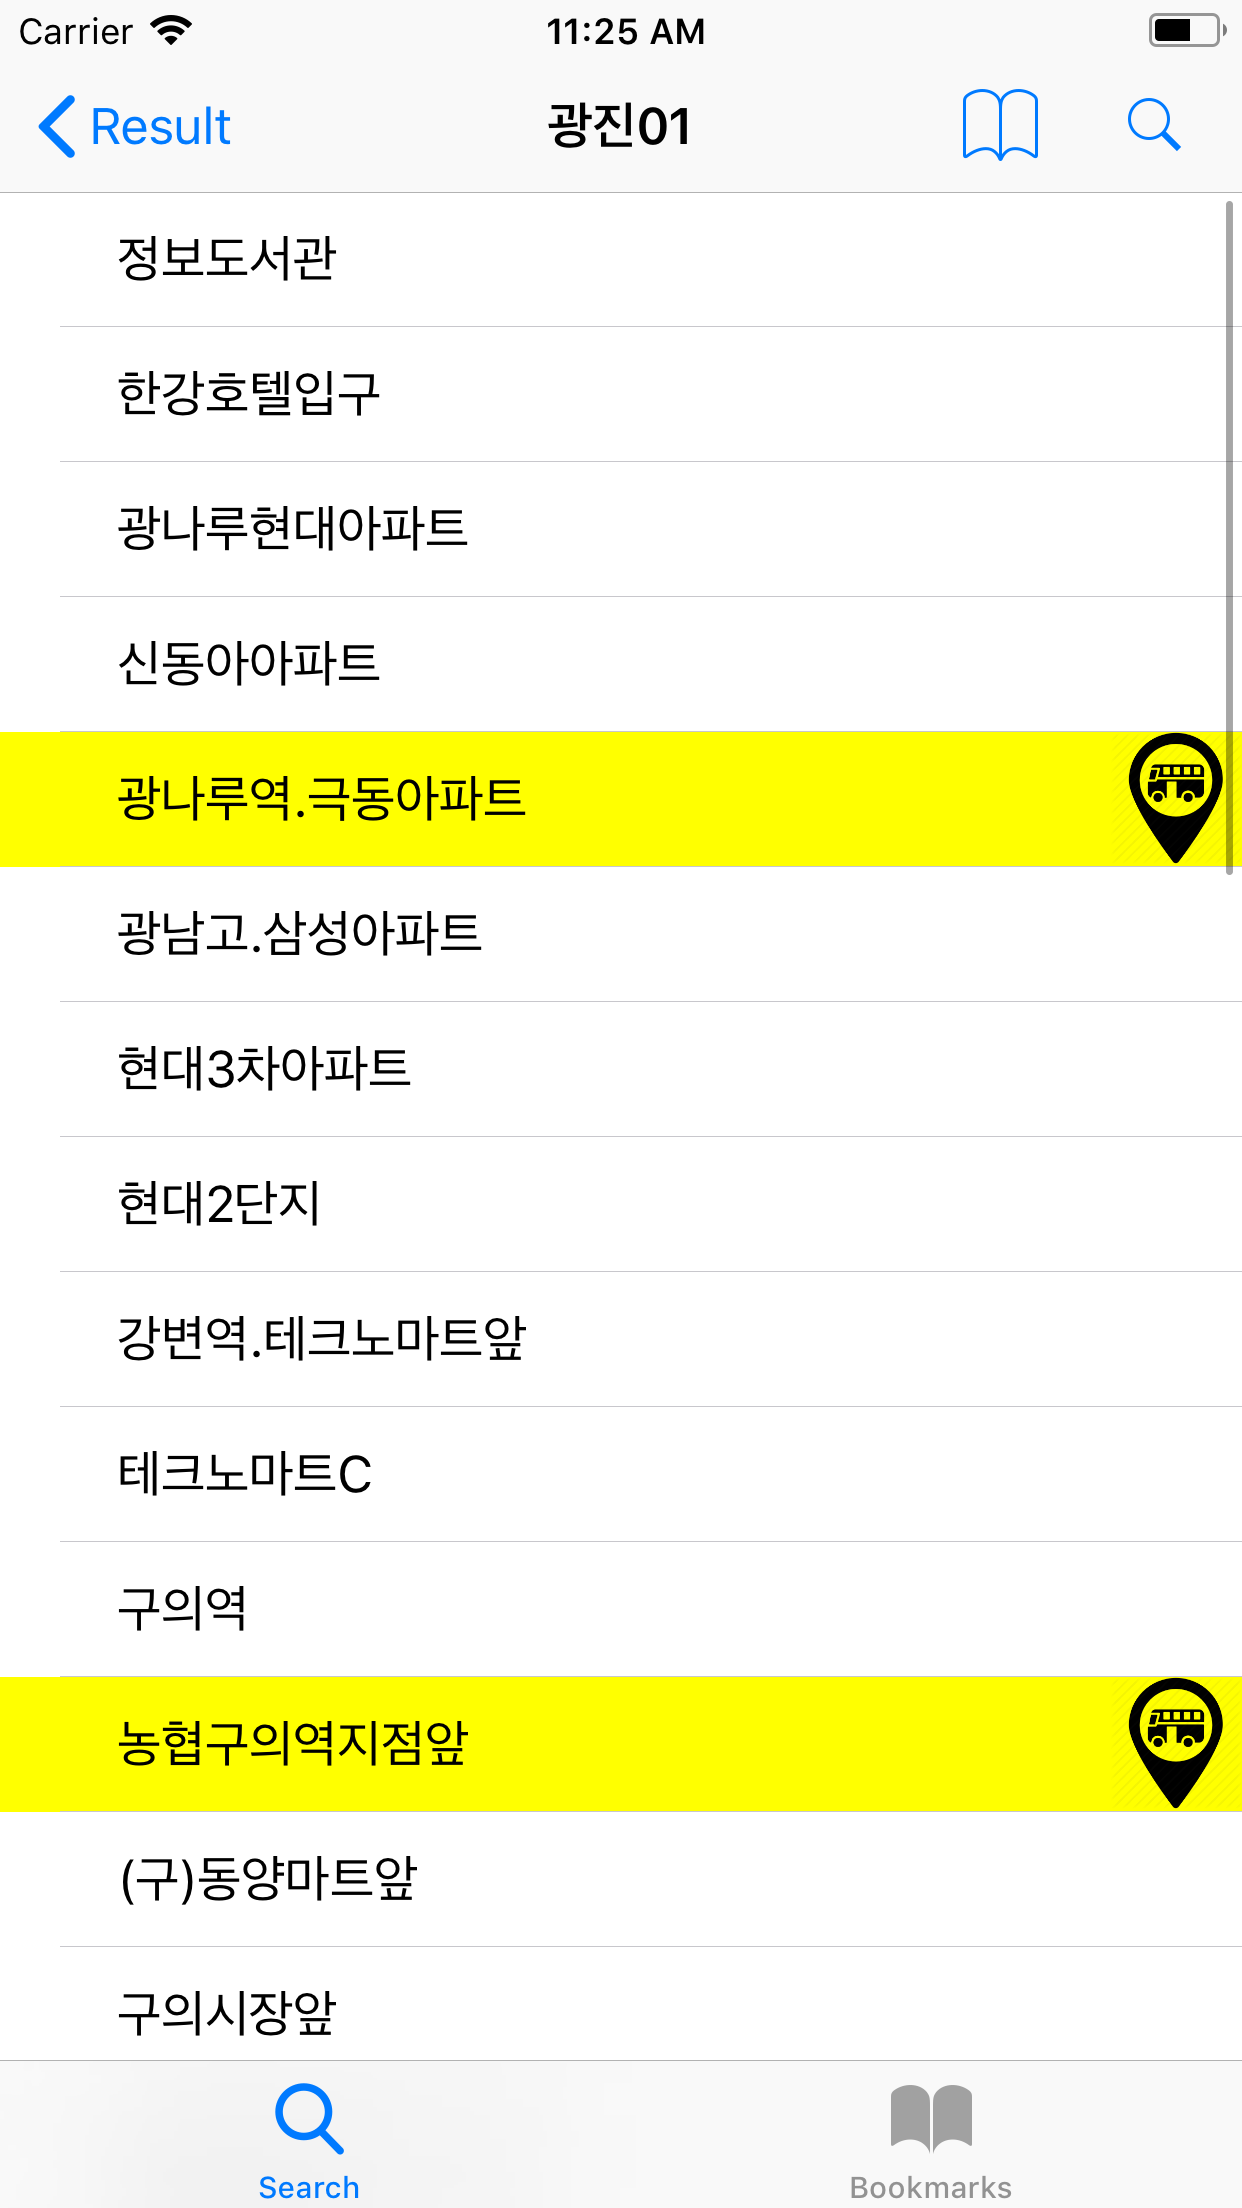 Carrier 11:25 AM
Result 광진01
정보도서관
한강호텔입구
광나루현대아파트
신동아아파트
광나루역.극동아파트
광남고.삼성아파트
현대3차아파트
현대2단지
강변역.테크노마트앞
테크노마트C
구의역
농협구의역지점앞
(구)동양마트앞
구의시장앞
Search Bookmarks